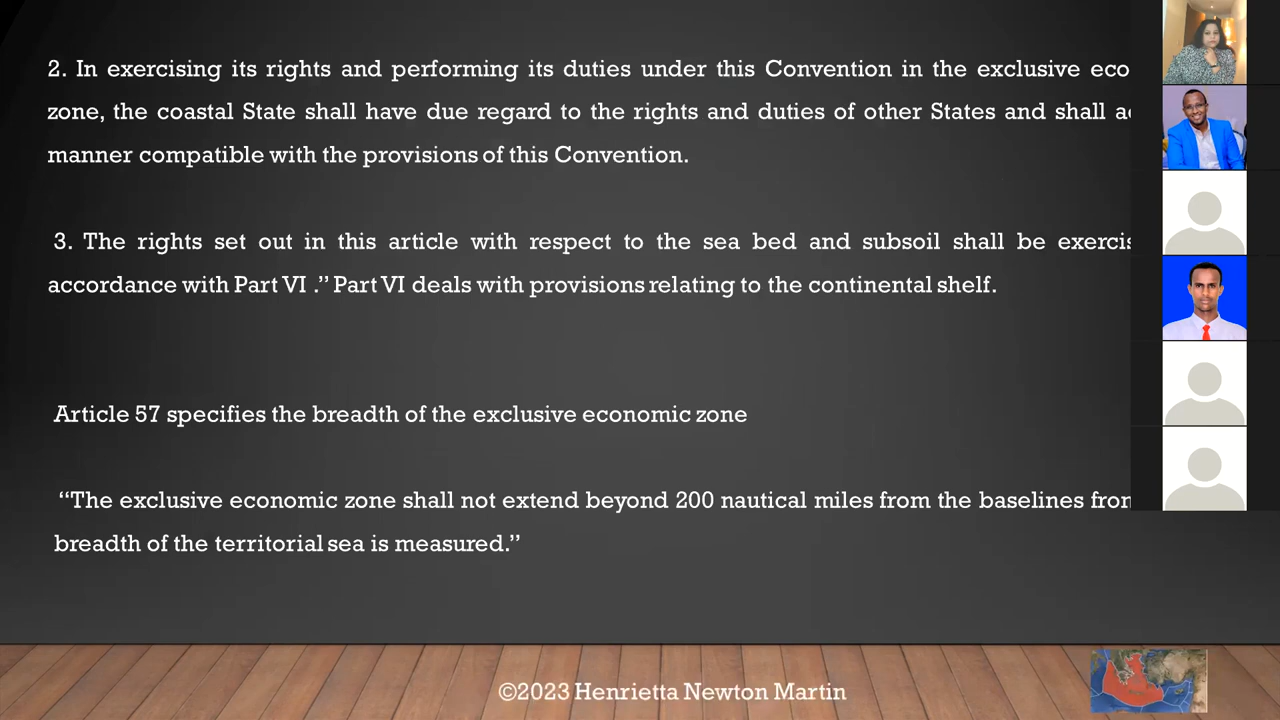 2. In exercising its rights and performing its duties under this Convention in the exclusive eco
zone, the coastal State shall have due regard to the rights and duties of other States and shall
manner compatible with the provisions of this Convention.
3. The rights set out in this article with respect to the sea bed and subsoil shall be exercis
accordance with Part VI .” Part VI deals with provisions relating to the continental shelf.
Article 57 specifies the breadth of the exclusive economic zone
“The exclusive economic zone shall not extend beyond 200 nautical miles from the baselines from
breadth of the territorial sea is measured.”
©2023 Henrietta Newton Martin